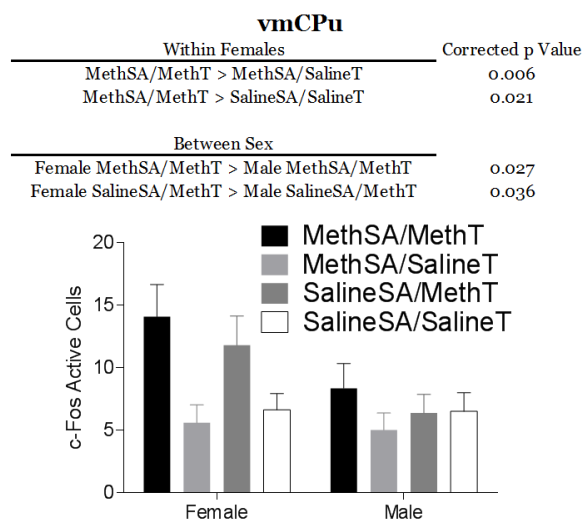 vmCPu
Within Females Corrected p Value
MethSA/MethT > MethSA/SalineT 0.006
MethSA/MethT > SalineSA/SalineT 0.021
Between Sex
Female MethSA/MethT > Male MethSA/MethT 0.027
Female SalineSA/MethT > Male SalineSA/MethT 0.036
MethSA/MethT
MethSA/SalineT
SalineSA/MethT
SalineSA/SalineT
c-Fos Active Cells
20
15
10
5
0
Female Male